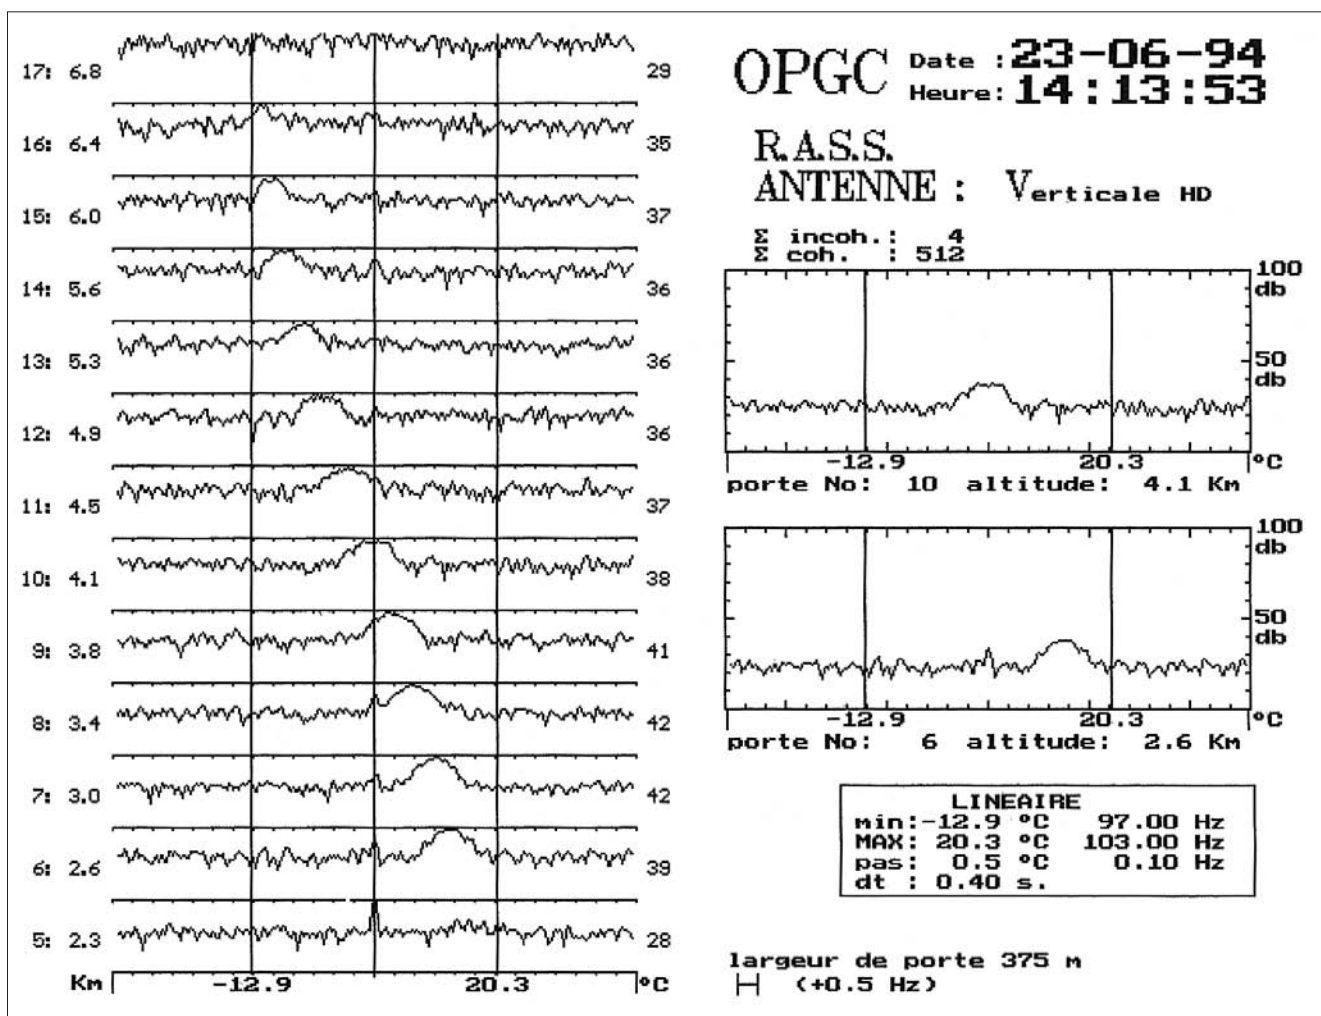 17: 6.8 29
16: 6.4 35
15: 6.0 37
14: 5.6 36
13: 5.3 36
12: 4.9 36
11: 4.5 37
10: 4.1 38
9: 3.8 41
8: 3.4 42
7: 3.0 42
6: 2.6 39
5: 2.3 28
Km -12.9 20.3 °C
OPGC Date : 23-06-94
Heure: 14:13:53
R.A.S.S.
ANTENNE : Verticale HD
Σ incoh.: 4
Σ coh. : 512
100
db
50
db
-12.9 20.3 °C
porte No: 10 altitude: 4.1 Km
100
db
50
db
-12.9 20.3 °C
porte No: 6 altitude: 2.6 Km
LINEAIRE
min:-12.9 °C 97.00 Hz
MAX: 20.3 °C 103.00 Hz
pas: 0.5 °C 0.10 Hz
dt : 0.40 s.
largeur de porte 375 m
(+0.5 Hz)